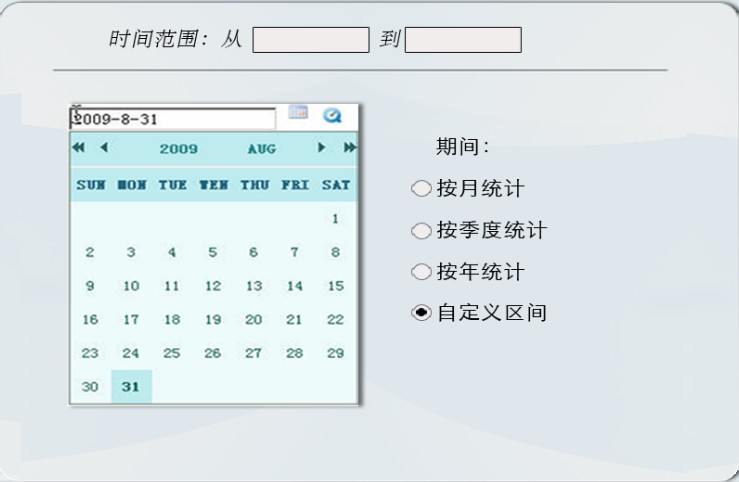 时间范围：从 到
2009-8-31
2009 AUG
SUN MON TUE WEN THU FRI SAT
1
2 3 4 5 6 7 8
9 10 11 12 13 14 15
16 17 18 19 20 21 22
23 24 25 26 27 28 29
30 31
期间：
按月统计
按季度统计
按年统计
自定义区间